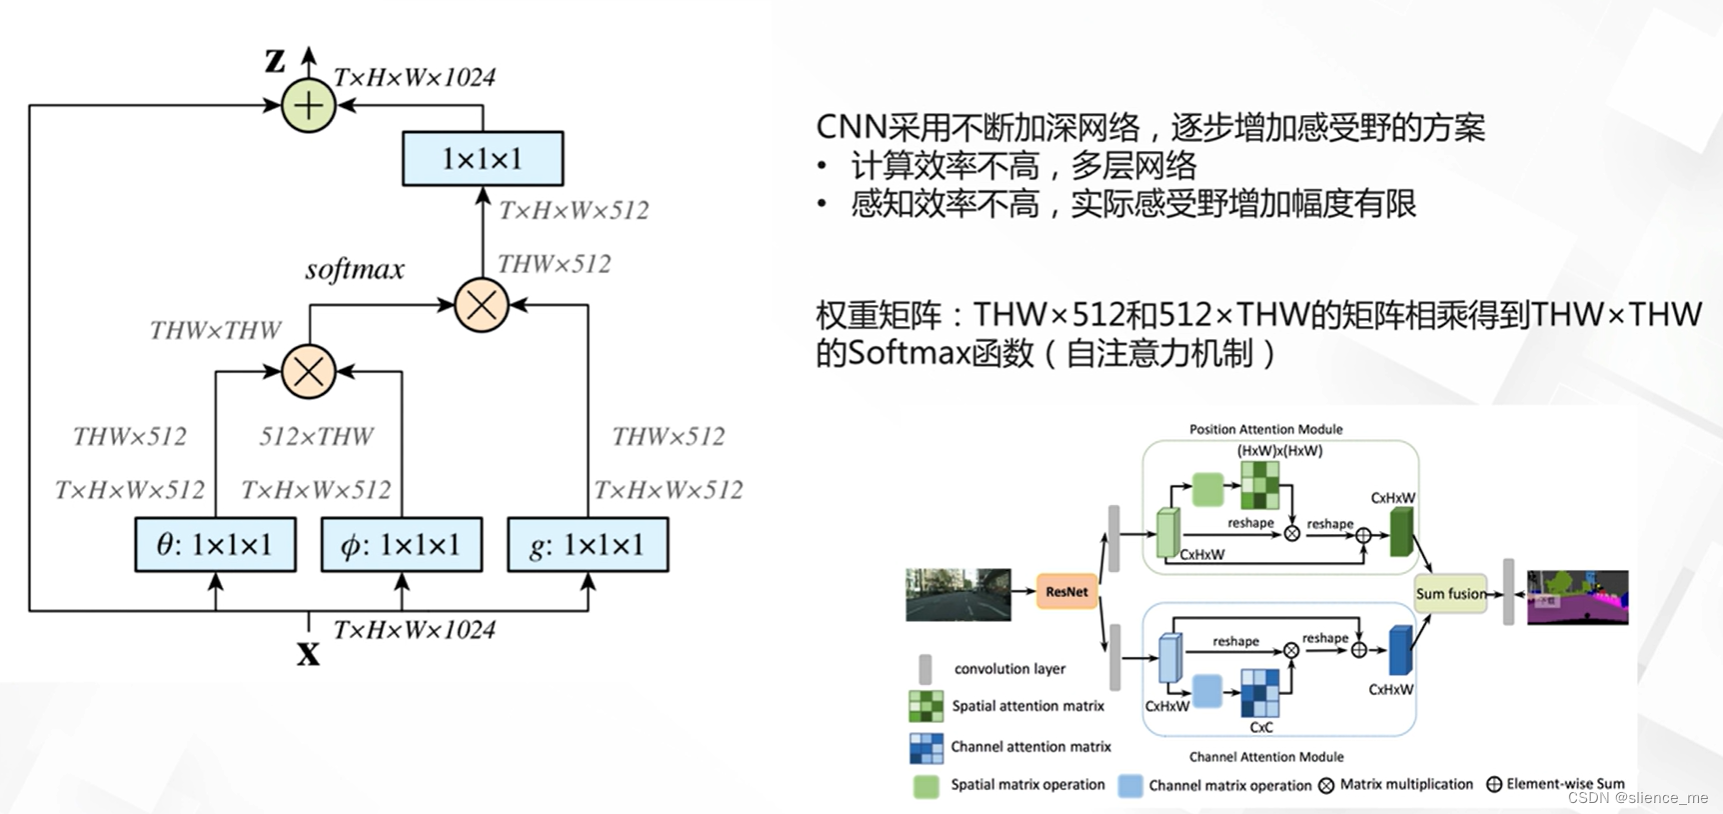 z
T×H×W×1024
1×1×1
T×H×W×512
softmax
THW×512
THW×THW
THW×512
512×THW
THW×512
T×H×W×512
T×H×W×512
T×H×W×512
θ: 1×1×1
ϕ: 1×1×1
g: 1×1×1
T×H×W×1024
x
CNN采用不断加深网络，逐步增加感受野的方案
• 计算效率不高，多层网络
• 感知效率不高，实际感受野增加幅度有限
权重矩阵：THW×512和512×THW的矩阵相乘得到THW×THW
的Softmax函数（自注意力机制）
Position Attention Module
(HxW)x(HxW)
CxHxW
reshape
reshape
CxHxW
ResNet
Sum fusion
下载
reshape
reshape
CxHxW
CxHxW
CxC
Channel Attention Module
convolution layer
Spatial attention matrix
Channel attention matrix
Spatial matrix operation
Channel matrix operation
Matrix multiplication
Element-wise Sum
CSDN @slience_me